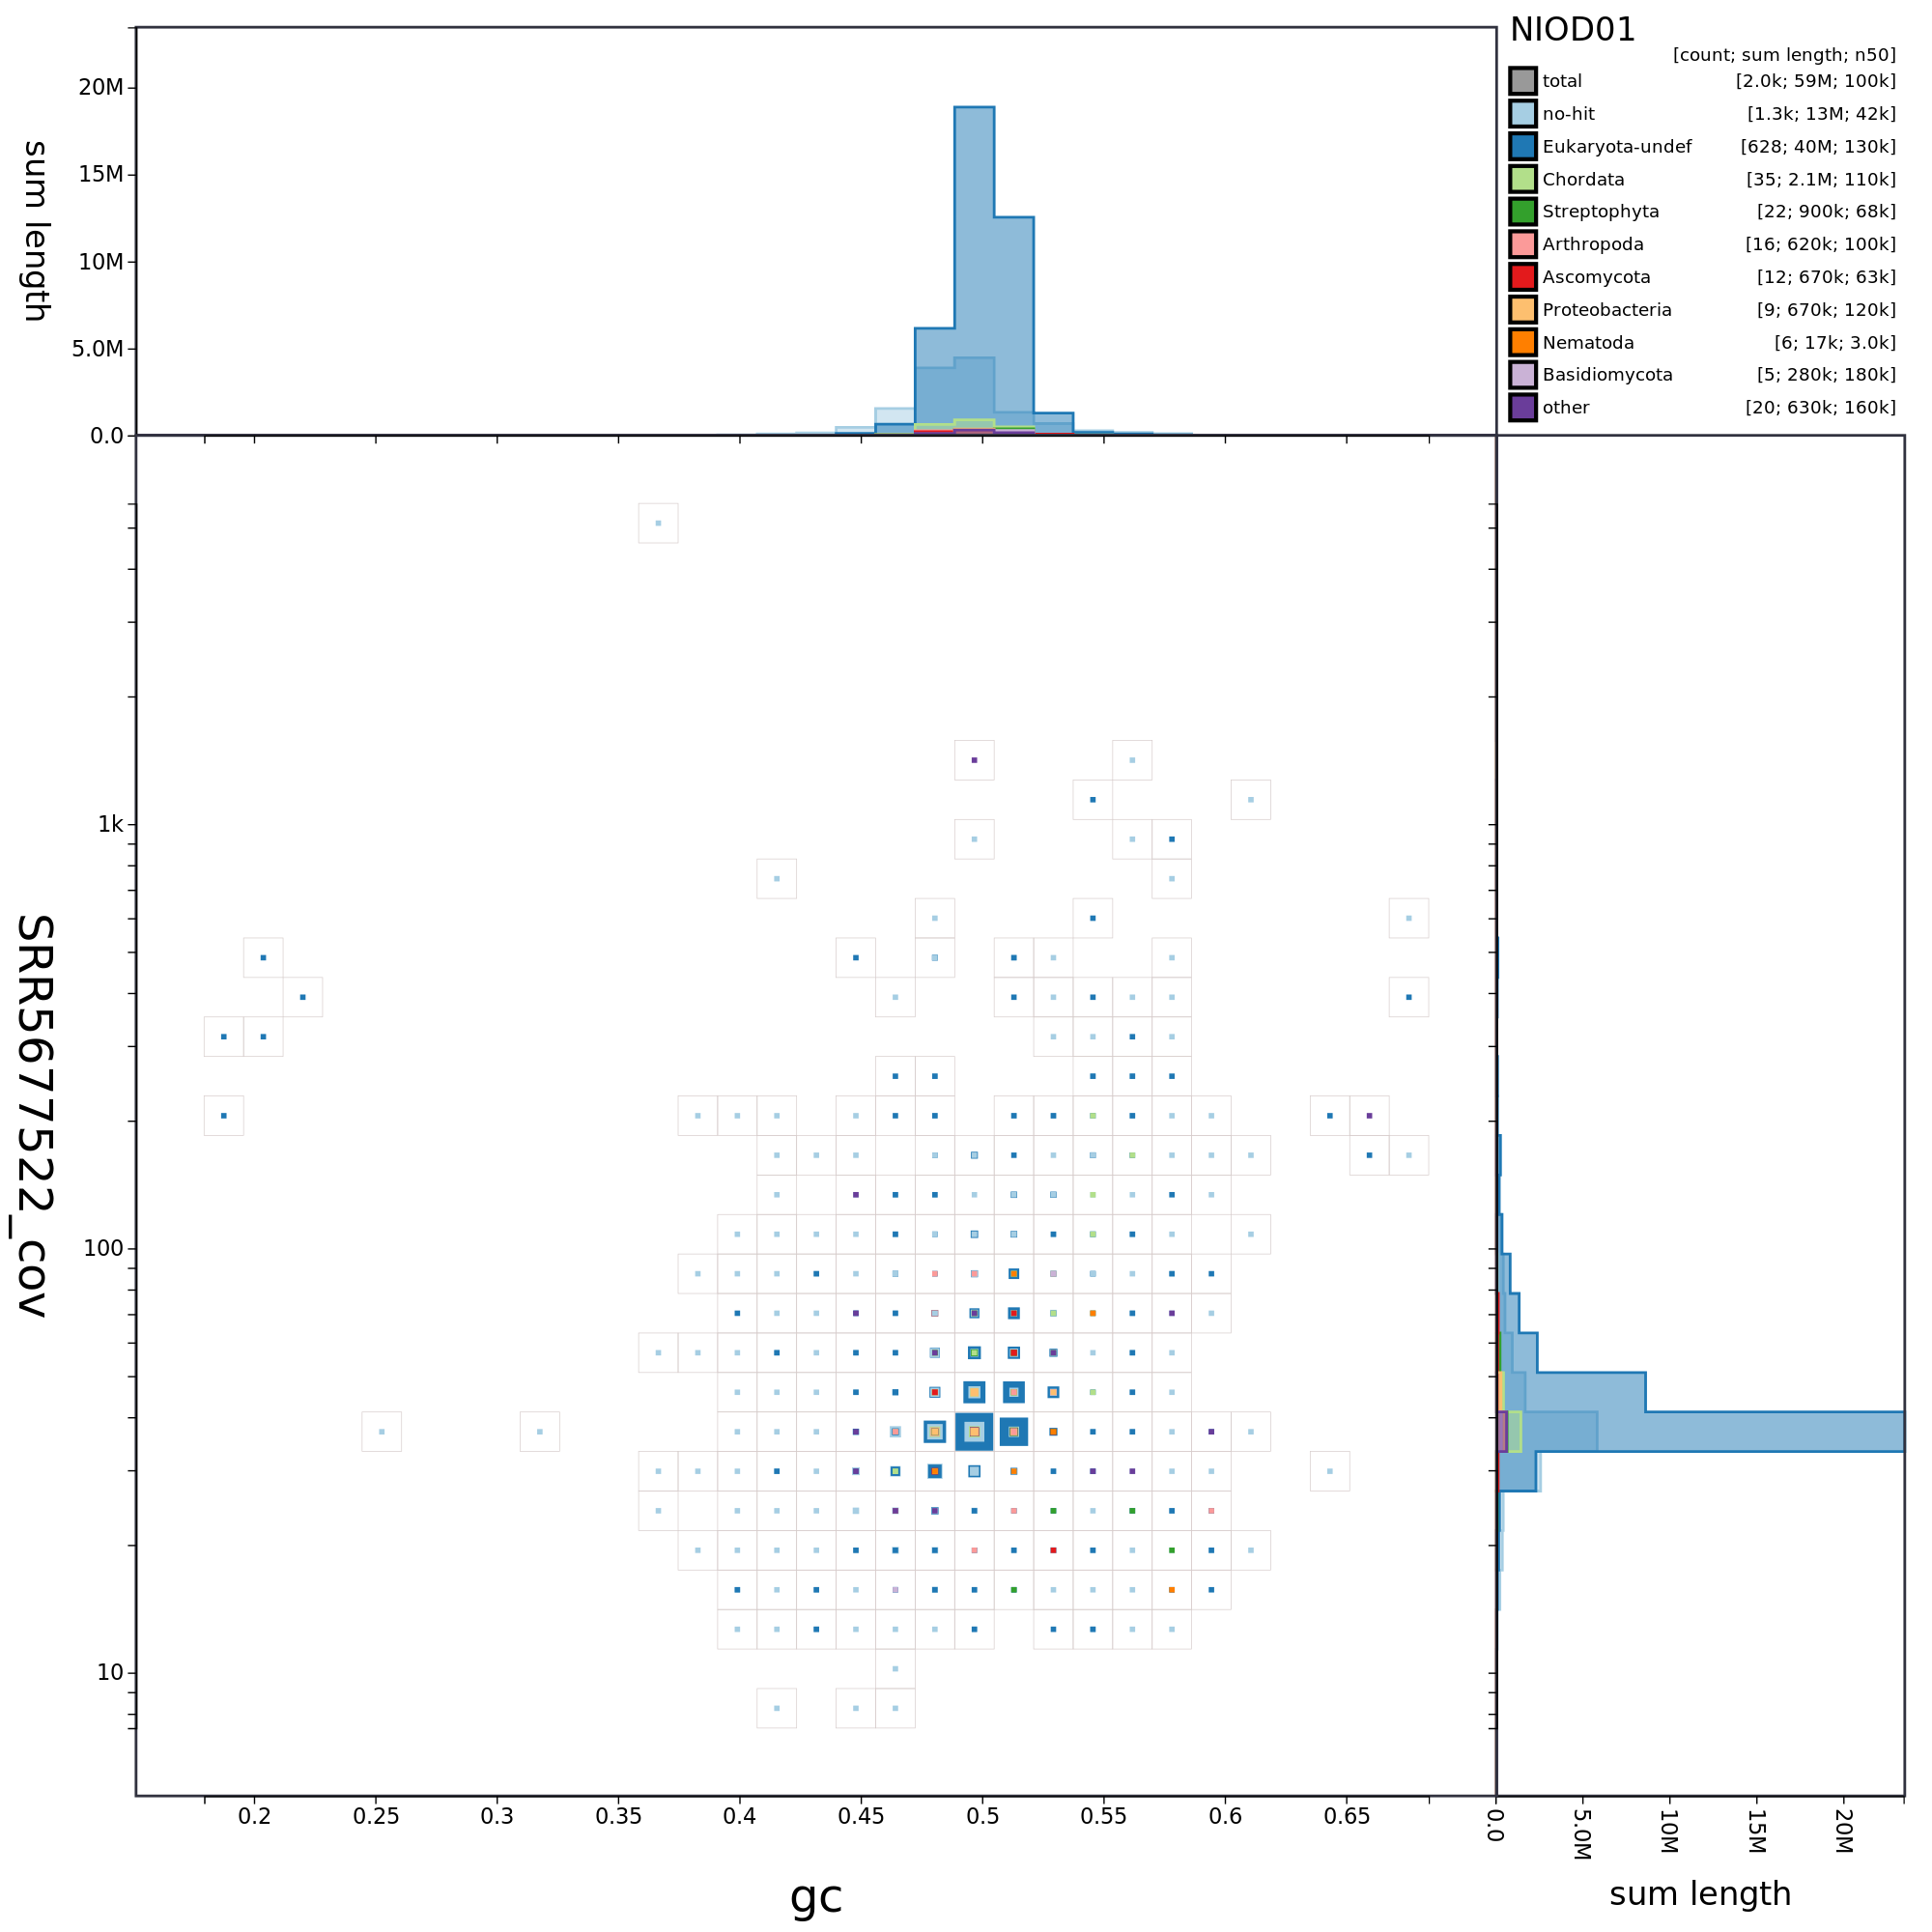 NIOD01
[count; sum length; n50]
total [2.0k; 59M; 100k]
no-hit [1.3k; 13M; 42k]
Eukaryota-undef [628; 40M; 130k]
Chordata [35; 2.1M; 110k]
Streptophyta [22; 900k; 68k]
Arthropoda [16; 620k; 100k]
Ascomycota [12; 670k; 63k]
Proteobacteria [9; 670k; 120k]
Nematoda [6; 17k; 3.0k]
Basidiomycota [5; 280k; 180k]
other [20; 630k; 160k]
sum length
20M
15M
10M
5.0M
0.0
SRR5677522_cov
1k
100
10
0.2 0.25 0.3 0.35 0.4 0.45 0.5 0.55 0.6 0.65
gc
0.0 5.0M 10M 15M 20M
sum length